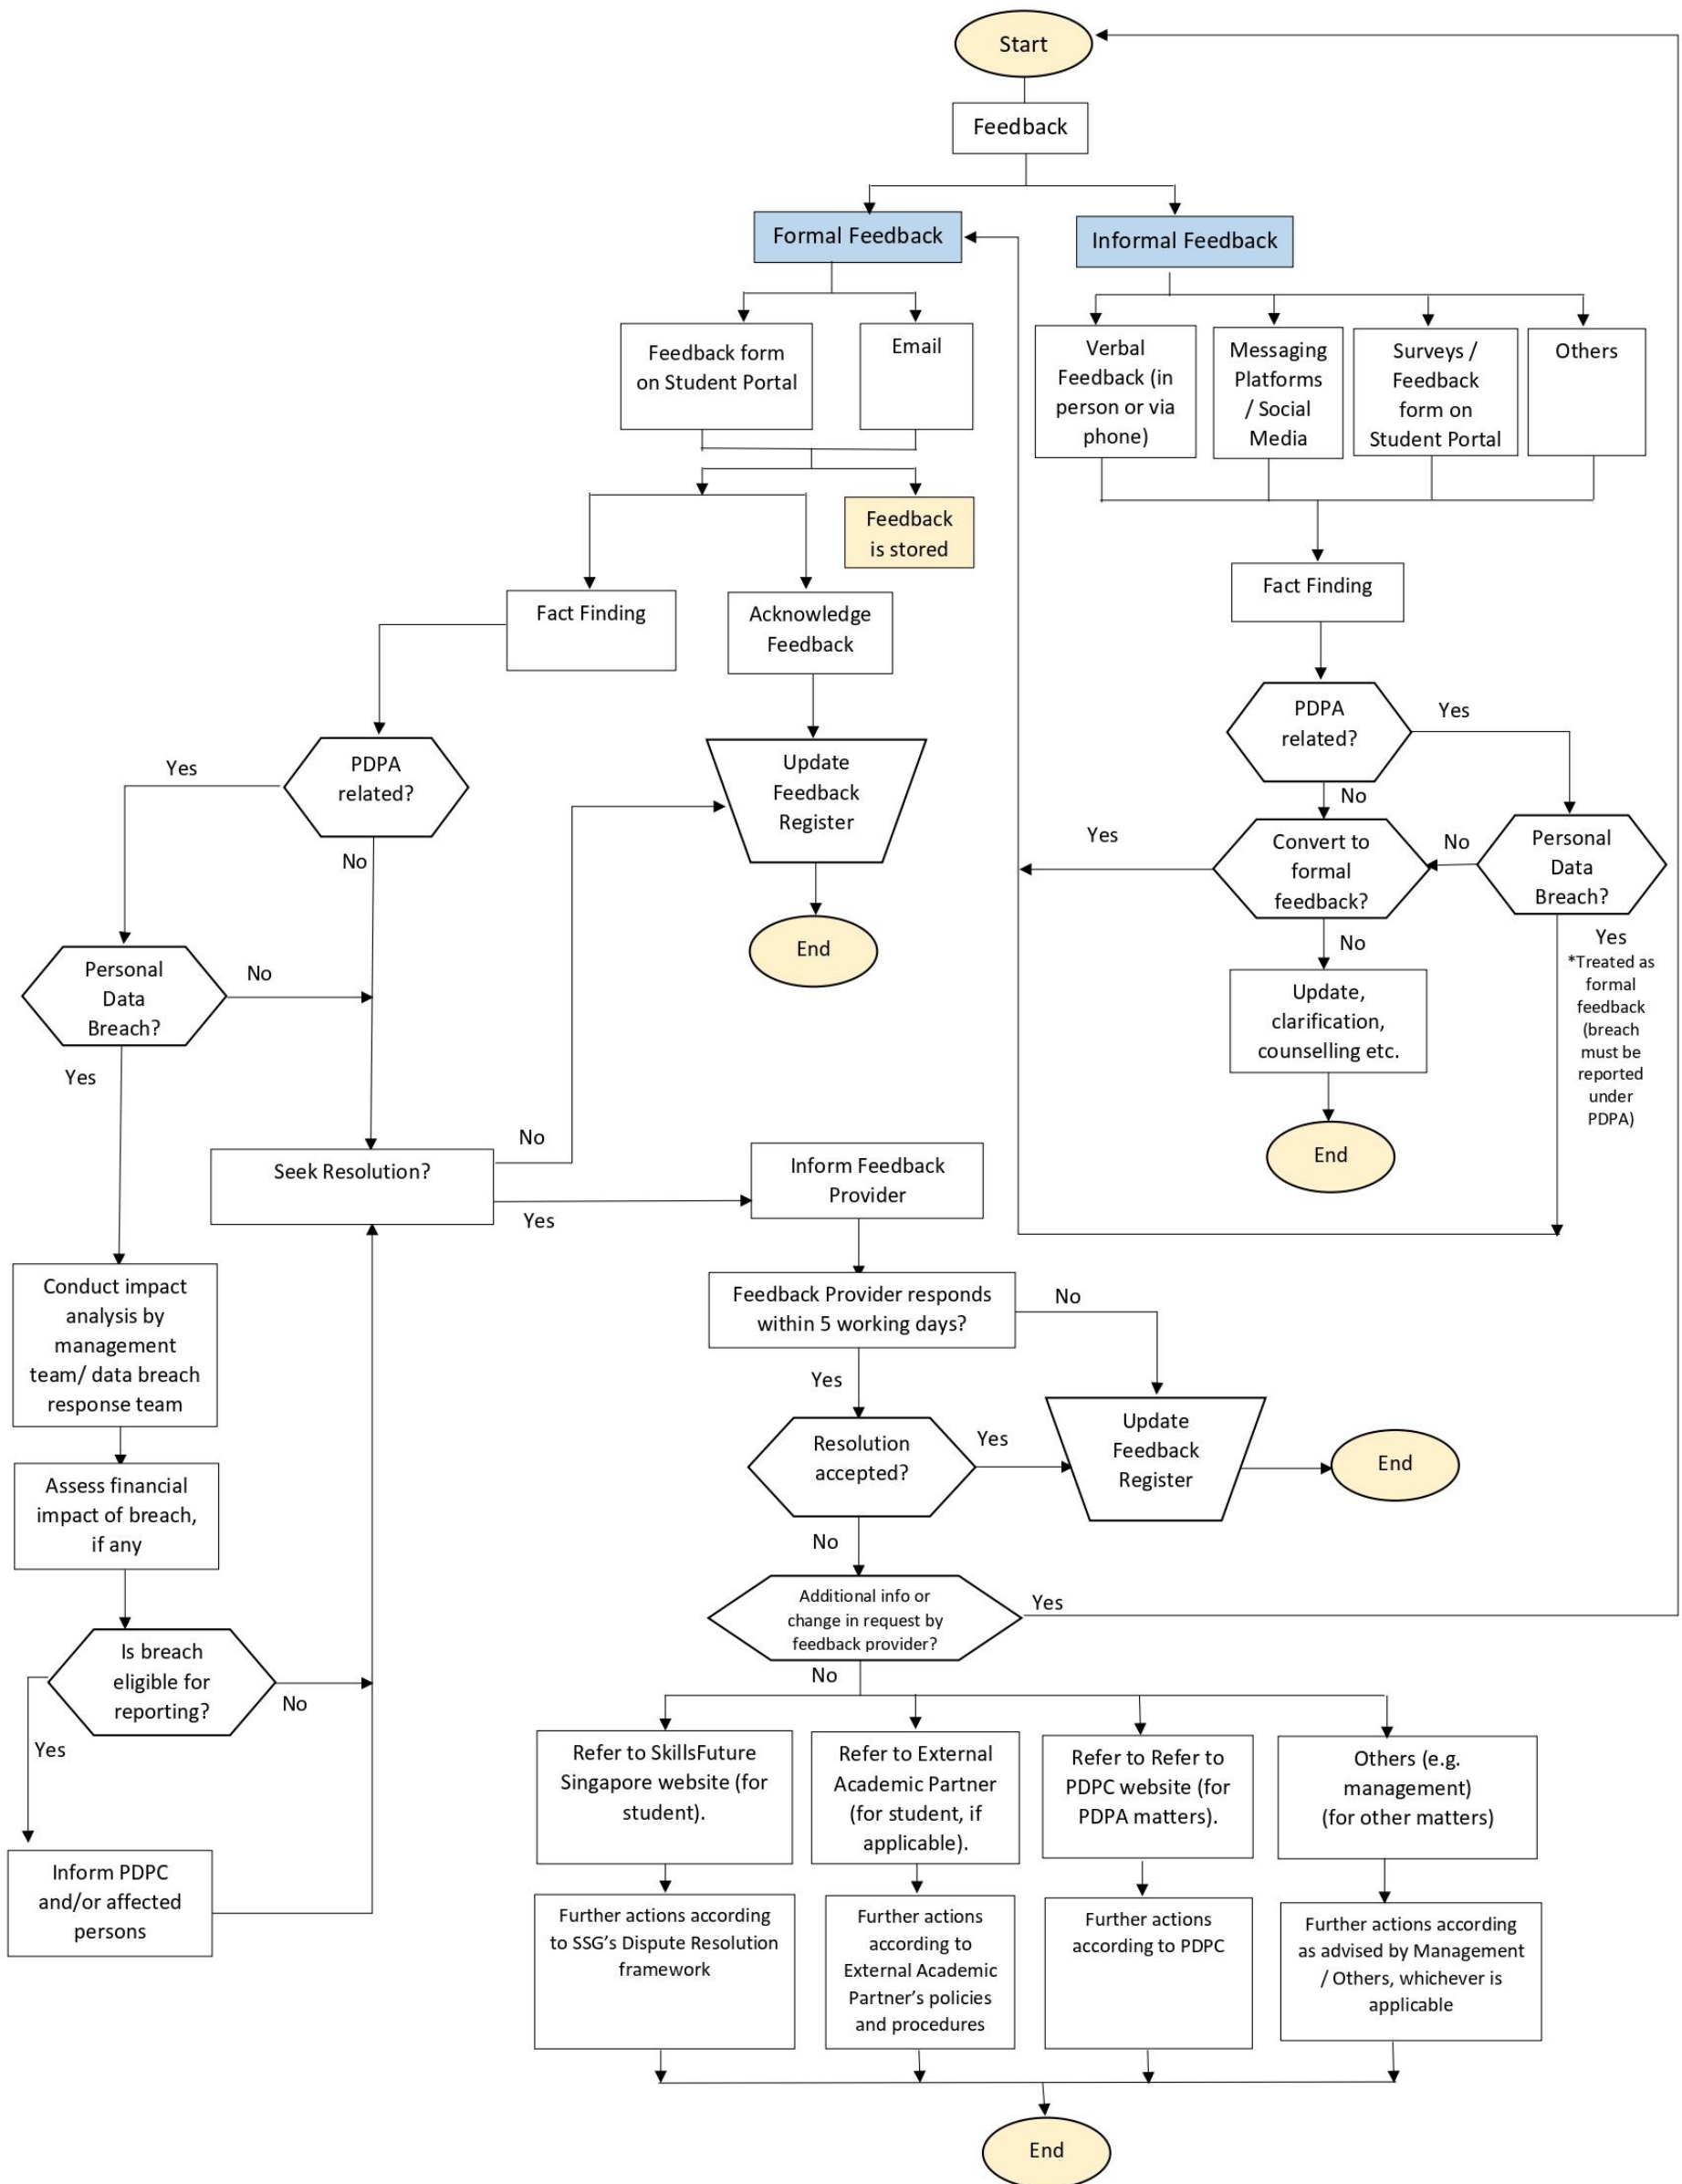 Start
Feedback
Formal Feedback
Informal Feedback
Feedback form
on Student Portal
Email
Verbal
Feedback (in
person or via
phone)
Messaging
Platforms
/ Social
Media
Surveys /
Feedback
form on
Student Portal
Others
Feedback
is stored
Fact Finding
Fact Finding
Acknowledge
Feedback
PDPA
related?
Yes
No
PDPA
related?
Yes
No
Update
Feedback
Register
End
Convert to
formal
feedback?
Yes
No
Personal
Data
Breach?
No
Yes
*Treated as
formal
feedback
(breach
must be
reported
under
PDPA)
Update,
clarification,
counselling etc.
End
Personal
Data
Breach?
No
Yes
Seek Resolution?
No
Yes
Inform Feedback
Provider
Feedback Provider responds
within 5 working days?
No
Yes
Conduct impact
analysis by
management
team/ data breach
response team
Resolution
accepted?
Yes
No
Update
Feedback
Register
End
Assess financial
impact of breach,
if any
Additional info or
change in request by
feedback provider?
Yes
No
Is breach
eligible for
reporting?
No
Yes
Inform PDPC
and/or affected
persons
Refer to SkillsFuture
Singapore website (for
student).
Refer to External
Academic Partner
(for student, if
applicable).
Refer to Refer to
PDPC website (for
PDPA matters).
Others (e.g.
management)
(for other matters)
Further actions according
to SSG’s Dispute Resolution
framework
Further actions
according to
External Academic
Partner’s policies
and procedures
Further actions
according to PDPC
Further actions according
as advised by Management
/ Others, whichever is
applicable
End